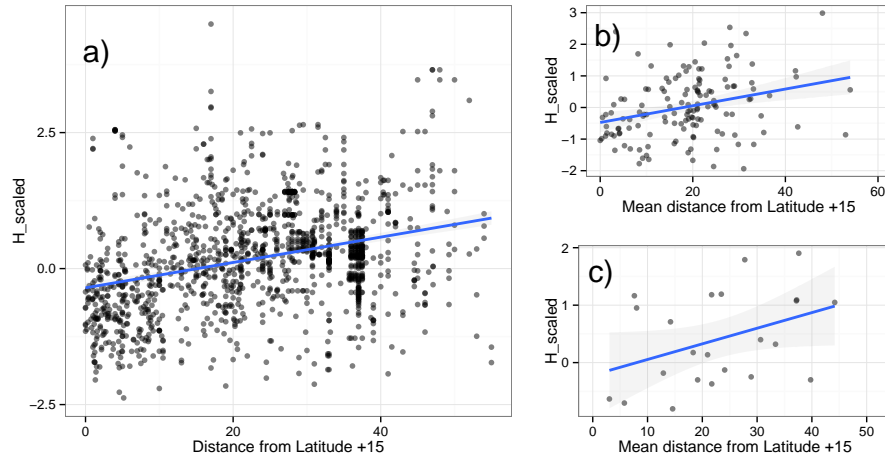 a)
H_scaled
2.5
0.0
−2.5
0
20
40
Distance from Latitude +15
b)
H_scaled
3
2
1
0
−1
−2
0
20
40
60
Mean distance from Latitude +15
c)
H_scaled
2
1
0
0
10
20
30
40
50
Mean distance from Latitude +15